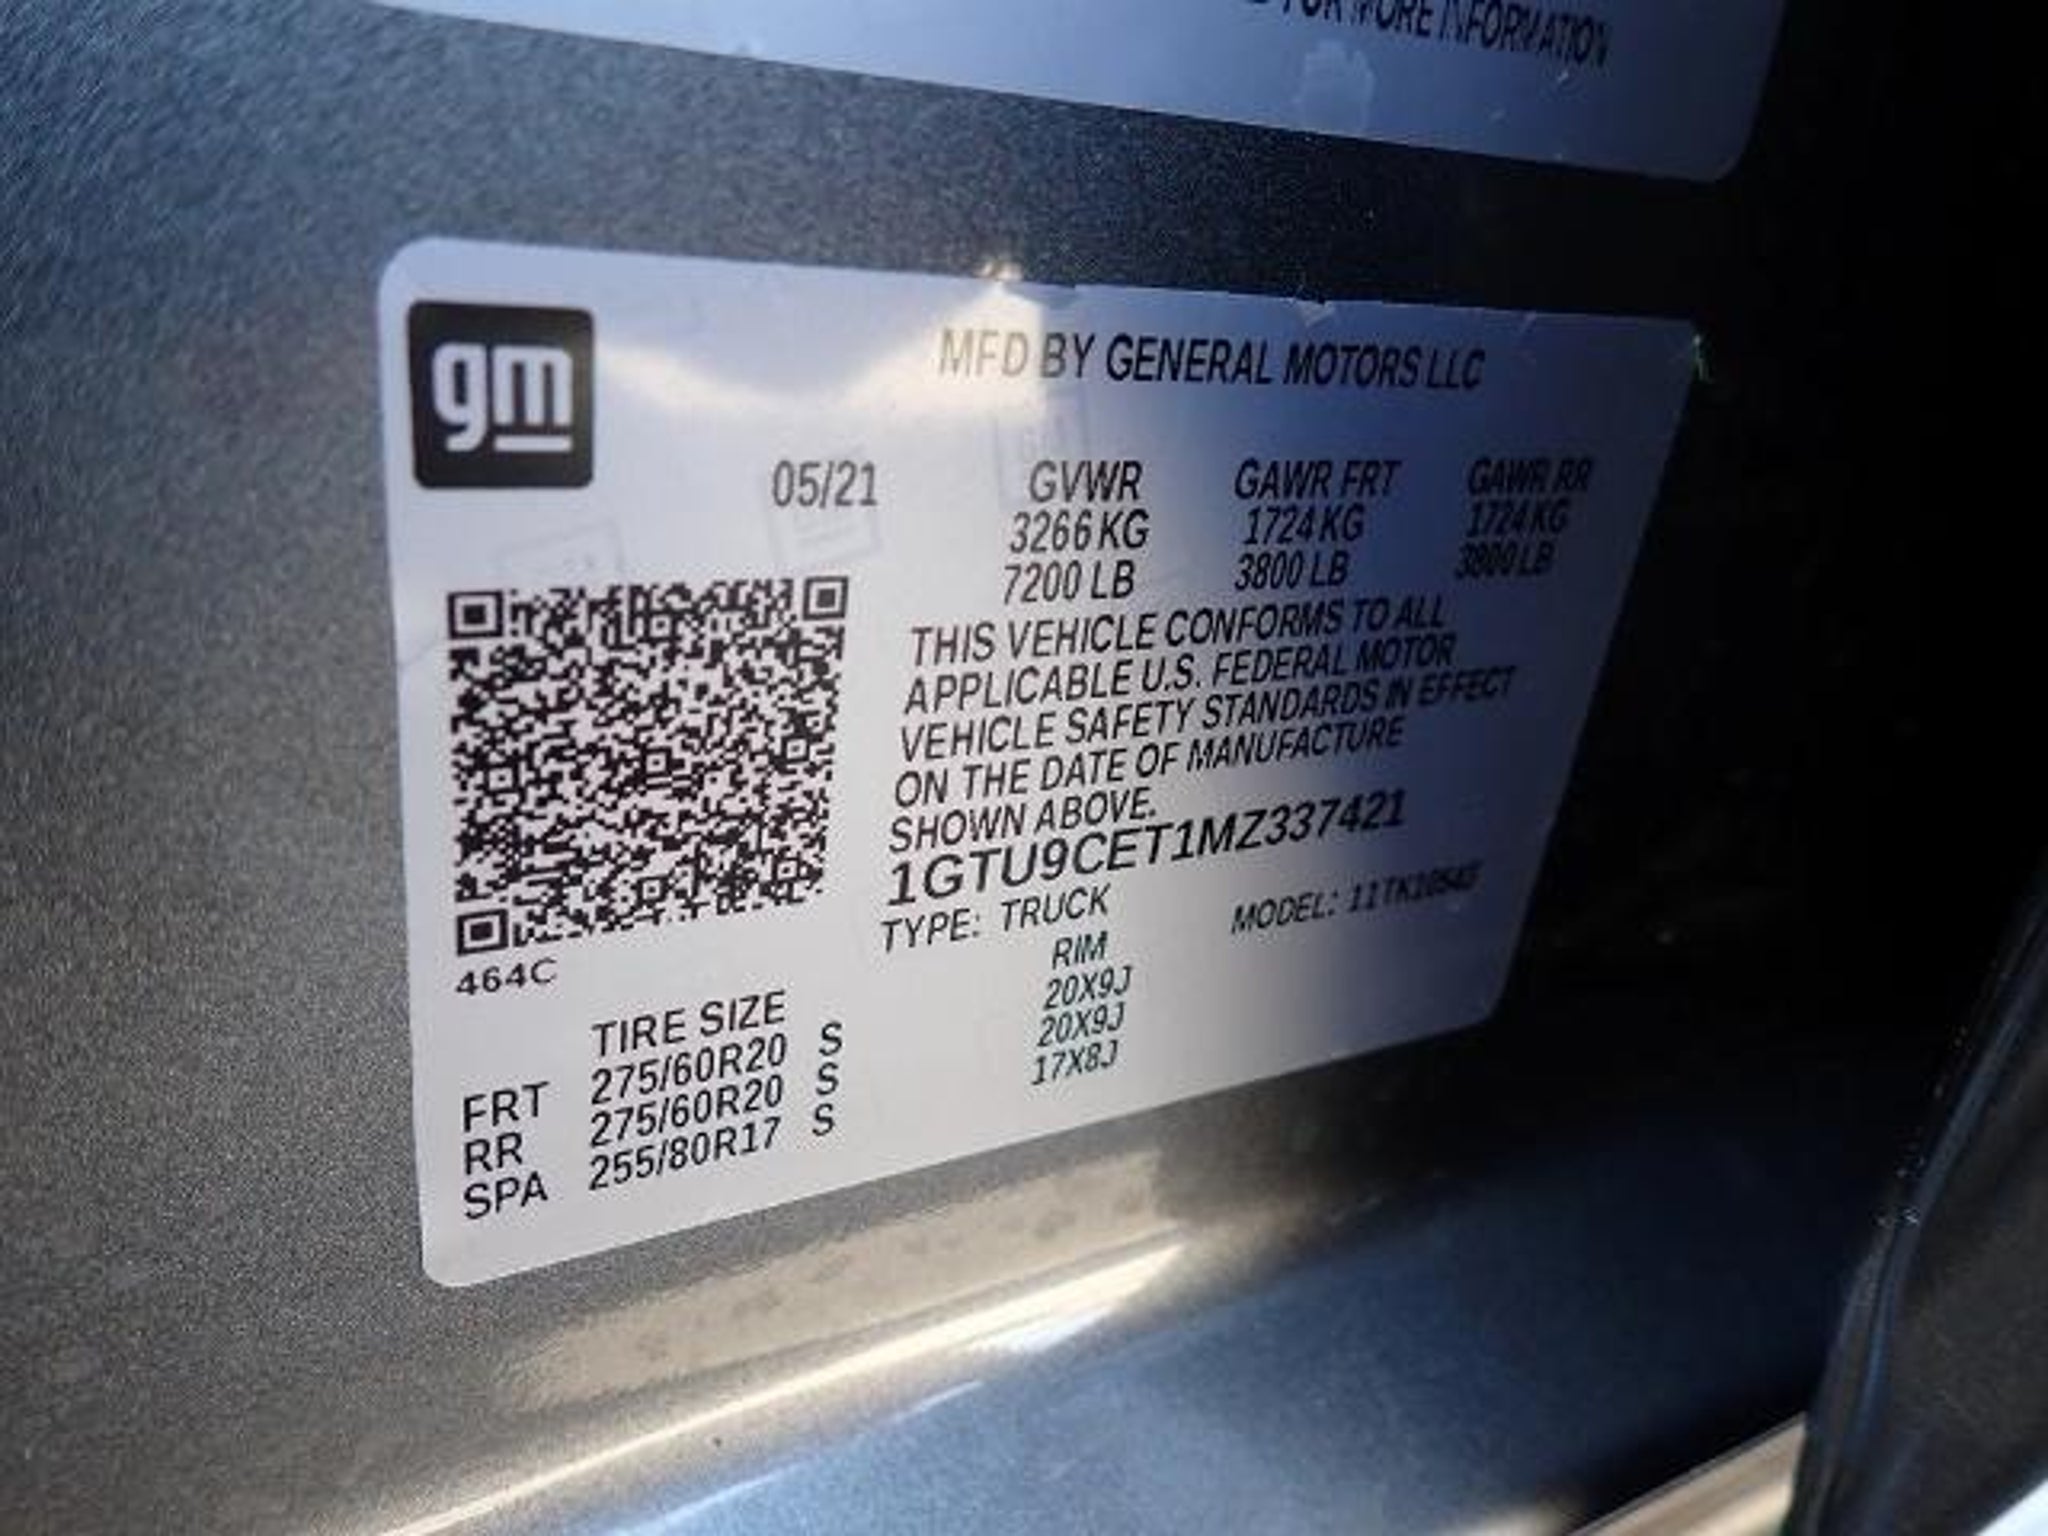 FOR MORE INFORMATION
gm
MFD BY GENERAL MOTORS LLC
05/21 GVWR GAWR FRT GAWR RR
3266 KG 1724 KG 1724 KG
7200 LB 3800 LB 3800 LB
THIS VEHICLE CONFORMS TO ALL
APPLICABLE U.S. FEDERAL MOTOR
VEHICLE SAFETY STANDARDS IN EFFECT
ON THE DATE OF MANUFACTURE
SHOWN ABOVE.
1GTU9CET1MZ337421
TYPE: TRUCK MODEL: 11TK10543
464C
TIRE SIZE RIM
FRT 275/60R20 S 20X9J
RR 275/60R20 S 20X9J
SPA 255/80R17 S 17X8J